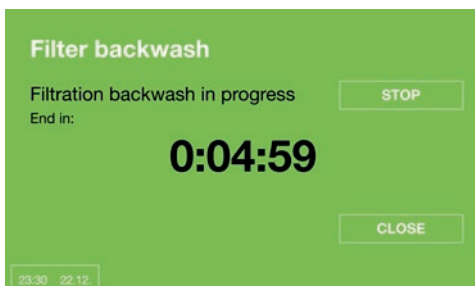 Filter backwash
Filtration backwash in progress
STOP
End in:
0:04:59
CLOSE
23:30 22.12.